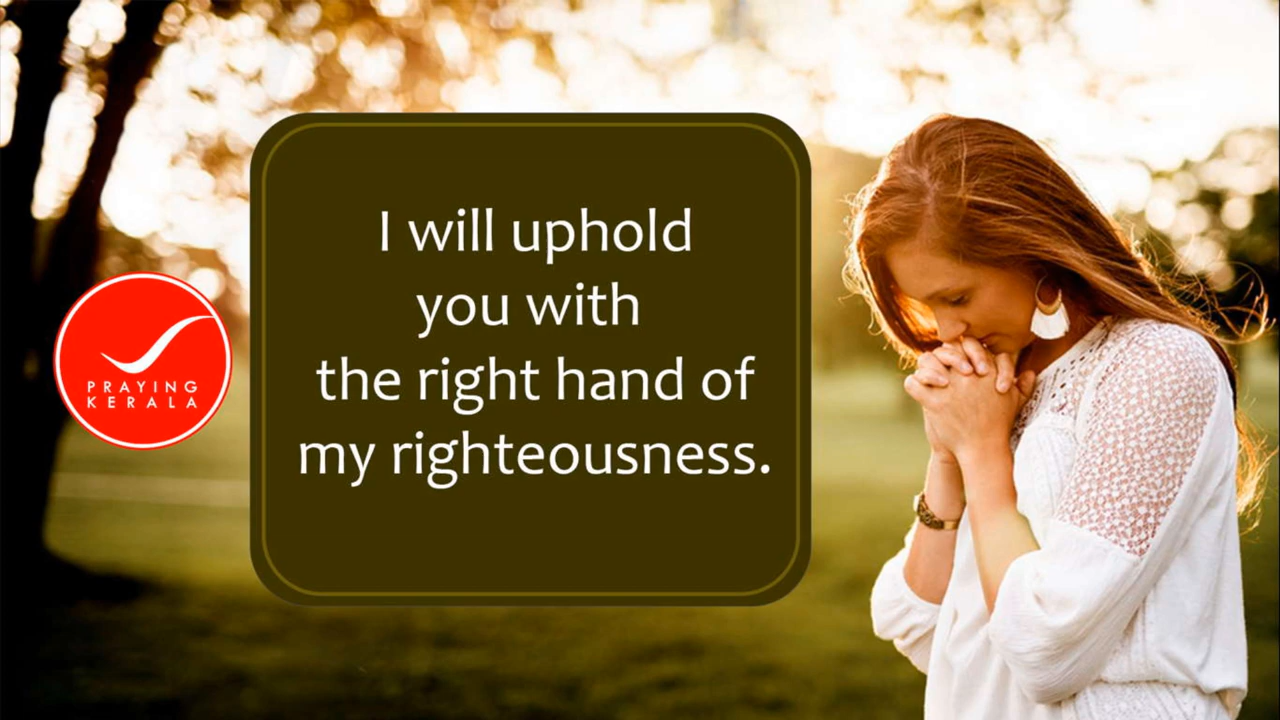 I will uphold
you with
the right hand of
my righteousness.
PRAYING
KERALA